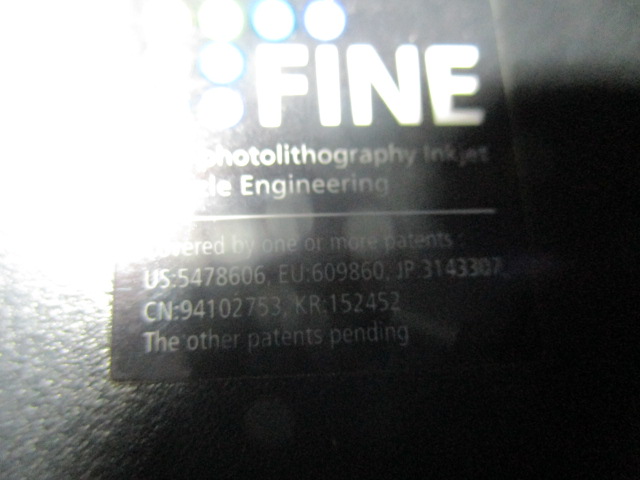 FINE
photolithography Inkjet
Engineering
Covered by one or more patents :
US:5478606, EU:609860, JP 3143307,
CN:94102753, KR:152452
The other patents pending